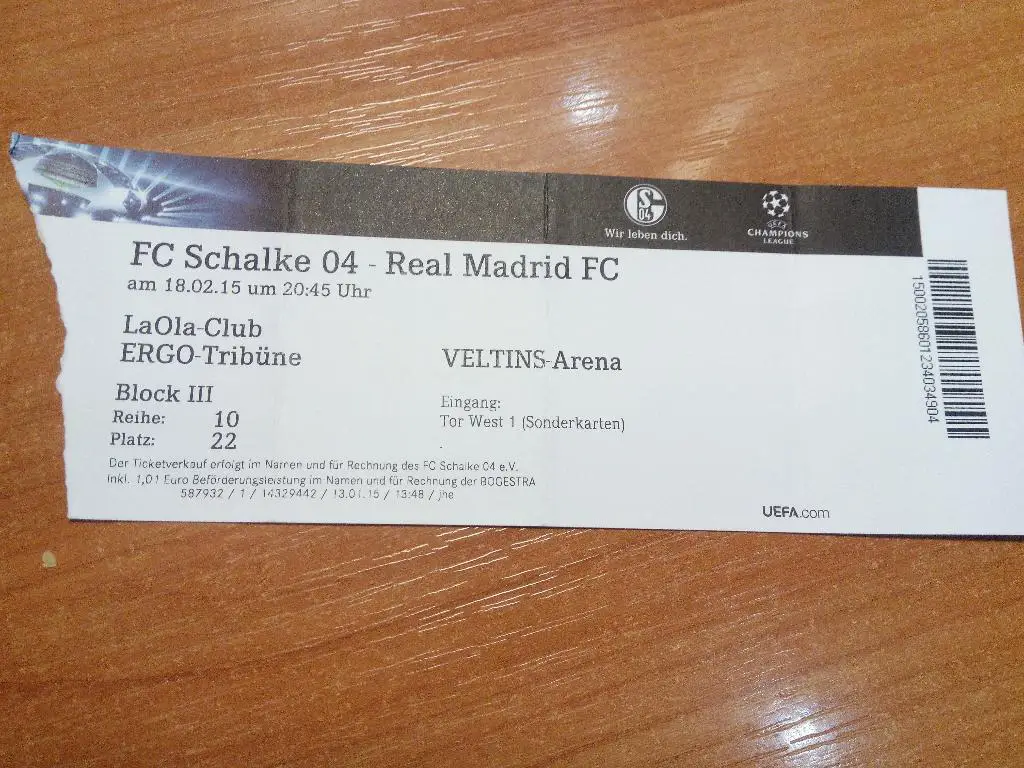 S
04
Wir leben dich.
UEFA
CHAMPIONS
LEAGUE
FC Schalke 04 - Real Madrid FC
am 18.02.15 um 20:45 Uhr
LaOla-Club
ERGO-Tribüne
VELTINS-Arena
Block III
Reihe: 10
Platz: 22
Eingang:
Tor West 1 (Sonderkarten)
Der Ticketverkauf erfolgt im Namen und für Rechnung des FC Schalke 04 e.V.
Inkl. 1,01 Euro Beförderungsleistung im Namen und für Rechnung der BOGESTRA
587932 / 1 / 14329442 / 13.01.15 / 13:48 / jhe
UEFA.com
15002058601234034904